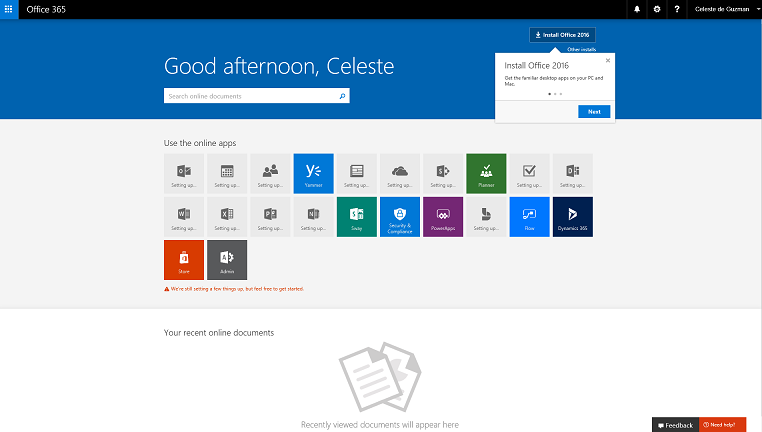 Office 365
Celeste de Guzman
Install Office 2016
Other installs
Good afternoon, Celeste
Search online documents
Install Office 2016
Get the familiar desktop apps on your PC and
Mac.
Next
Use the online apps
Setting up... Setting up... Setting up... Yammer Setting up... Setting up... Setting up... Planner Setting up... Setting up...
Setting up... Setting up... Setting up... Setting up... Sway Security & Compliance PowerApps Setting up... Flow Dynamics 365
Store Admin
We're still setting a few things up, but feel free to get started.
Your recent online documents
Recently viewed documents will appear here
Feedback
Need help?